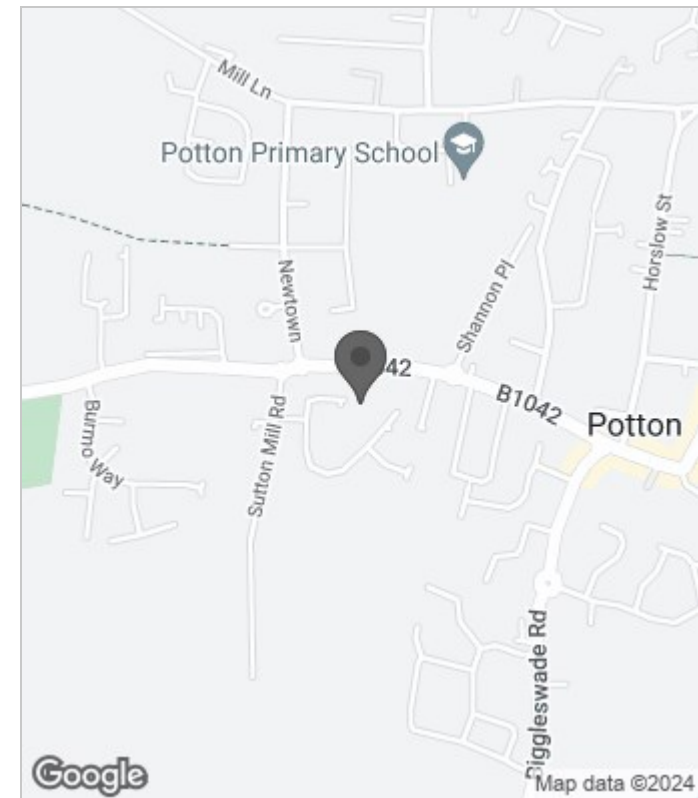 Mill Ln
Potton Primary School
Horslow St
Newtown
Shannon Pl
42
B1042
Potton
Burmo Way
Sutton Mill Rd
Biggleswade Rd
Google
Map data ©2024